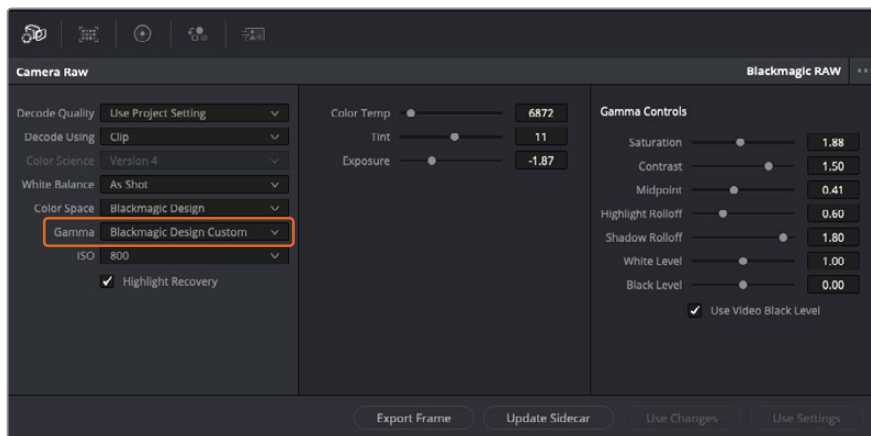 Camera Raw
Blackmagic RAW
Decode Quality Use Project Setting
Decode Using Clip
Color Science Version 4
White Balance As Shot
Color Space Blackmagic Design
Gamma Blackmagic Design Custom
ISO 800
Highlight Recovery
Color Temp 6872
Tint 11
Exposure -1.87
Gamma Controls
Saturation 1.88
Contrast 1.50
Midpoint 0.41
Highlight Rolloff 0.60
Shadow Rolloff 1.80
White Level 1.00
Black Level 0.00
Use Video Black Level
Export Frame
Update Sidecar
Use Changes
Use Settings